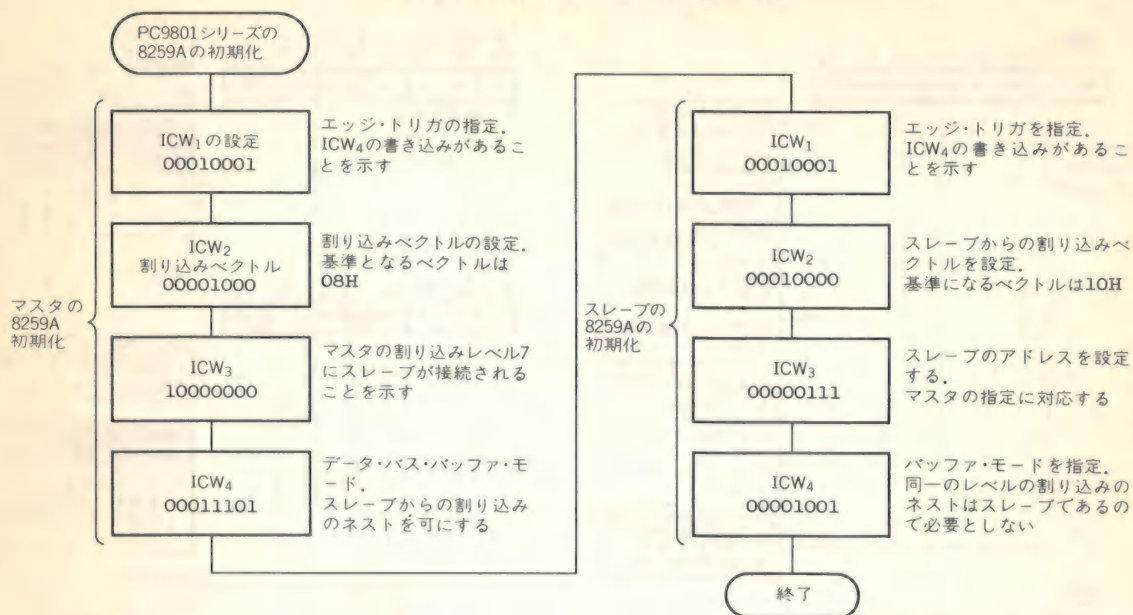 PC9801シリーズの
8259Aの初期化
マスタの
8259A
初期化
ICW₁の設定
00010001
エッジ・トリガの指定.
ICW₄の書き込みがあるこ
とを示す
ICW₂
割り込みベクトル
00001000
割り込みベクトルの設定.
基準となるベクトルは
08H
ICW₃
10000000
マスタの割り込みレベル7
にスレーブが接続される
ことを示す
ICW₄
00011101
データ・バス・バッファ・モ
ード.
スレーブからの割り込み
のネストを可にする
スレーブの
8259Aの
初期化
ICW₁
00010001
エッジ・トリガを指定.
ICW₄の書き込みがあるこ
とを示す
ICW₂
00010000
スレーブからの割り込みベ
クトルを設定.
基準になるベクトルは10H
ICW₃
00000111
スレーブのアドレスを設定
する.
マスタの指定に対応する
ICW₄
00001001
バッファ・モードを指定.
同一のレベルの割り込みの
ネストはスレーブであるの
で必要としない
終了